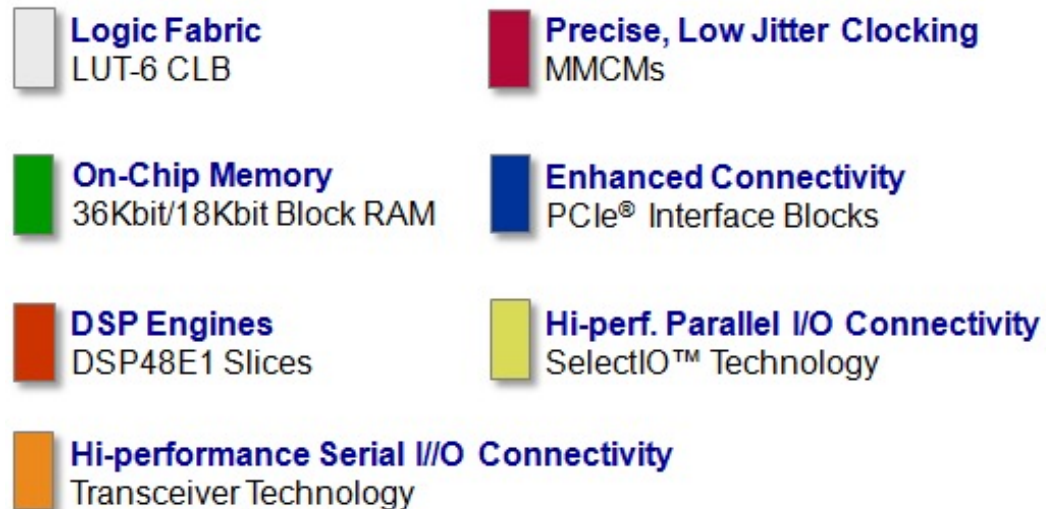 Logic Fabric
LUT-6 CLB
Precise, Low Jitter Clocking
MMCMs
On-Chip Memory
36Kbit/18Kbit Block RAM
Enhanced Connectivity
PCIe® Interface Blocks
DSP Engines
DSP48E1 Slices
Hi-perf. Parallel I/O Connectivity
SelectIO™ Technology
Hi-performance Serial I//O Connectivity
Transceiver Technology